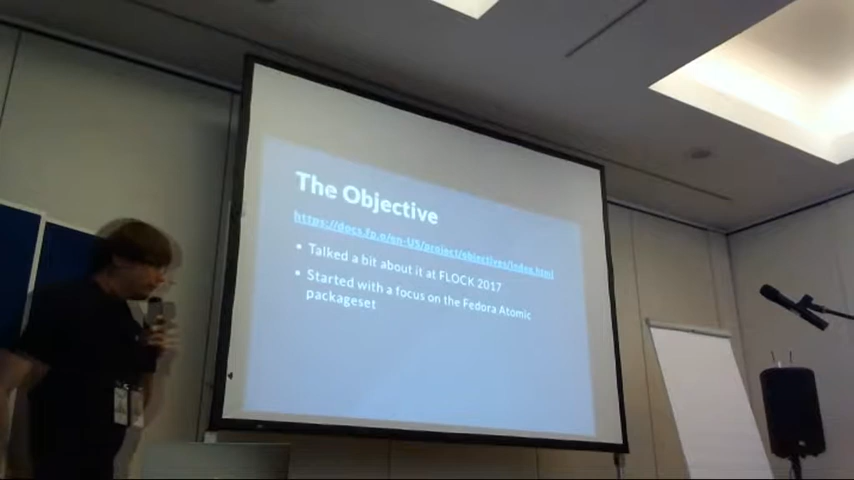 The Objective
https://docs.fp.o/en-US/project/objectives/index.html
• Talked a bit about it at FLOCK 2017
• Started with a focus on the Fedora Atomic
packageset